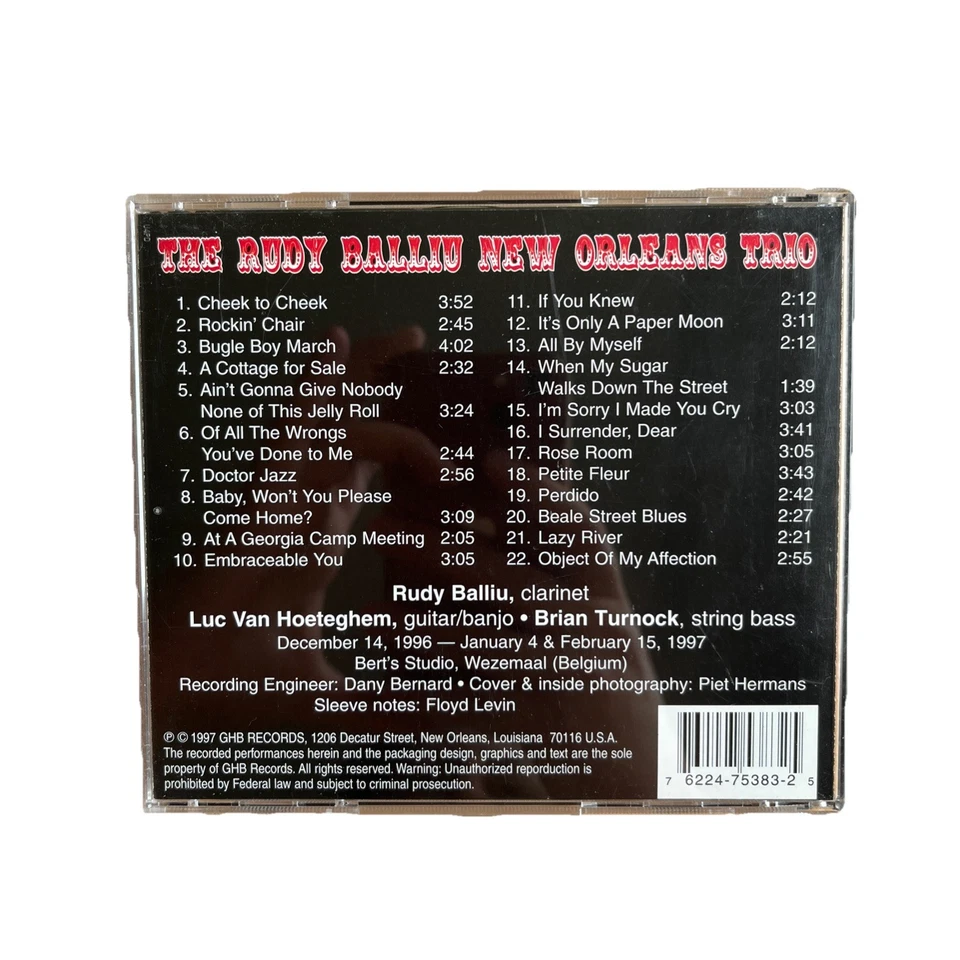 THE RUDY BALLIU NEW ORLEANS TRIO
1. Cheek to Cheek 3:52
2. Rockin' Chair 2:45
3. Bugle Boy March 4:02
4. A Cottage for Sale 2:32
5. Ain't Gonna Give Nobody
None of This Jelly Roll 3:24
6. Of All The Wrongs
You've Done to Me 2:44
7. Doctor Jazz 2:56
8. Baby, Won't You Please
Come Home? 3:09
9. At A Georgia Camp Meeting 2:05
10. Embraceable You 3:05
11. If You Knew 2:12
12. It's Only A Paper Moon 3:11
13. All By Myself 2:12
14. When My Sugar
Walks Down The Street 1:39
15. I'm Sorry I Made You Cry 3:03
16. I Surrender, Dear 3:41
17. Rose Room 3:05
18. Petite Fleur 3:43
19. Perdido 2:42
20. Beale Street Blues 2:27
21. Lazy River 2:21
22. Object Of My Affection 2:55
Rudy Balliu, clarinet
Luc Van Hoeteghem, guitar/banjo • Brian Turnock, string bass
December 14, 1996 — January 4 & February 15, 1997
Bert's Studio, Wezemaal (Belgium)
Recording Engineer: Dany Bernard • Cover & inside photography: Piet Hermans
Sleeve notes: Floyd Levin
℗ © 1997 GHB RECORDS, 1206 Decatur Street, New Orleans, Louisiana 70116 U.S.A.
The recorded performances herein and the packaging design, graphics and text are the sole
property of GHB Records. All rights reserved. Warning: Unauthorized reporduction is
prohibited by Federal law and subject to criminal prosecution.
7 6224-75383-2 5